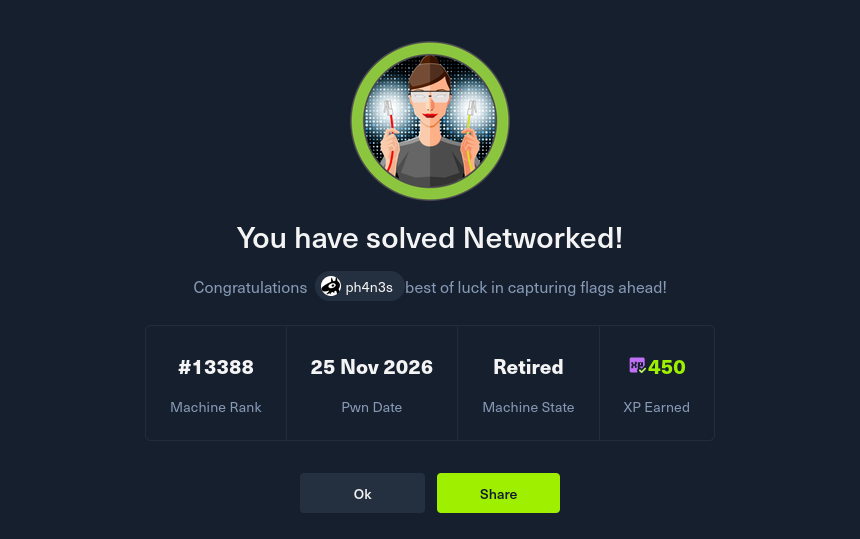 You have solved Networked!
Congratulations ph4n3s best of luck in capturing flags ahead!
#13388 25 Nov 2026 Retired XP 450
Machine Rank Pwn Date Machine State XP Earned
Ok Share